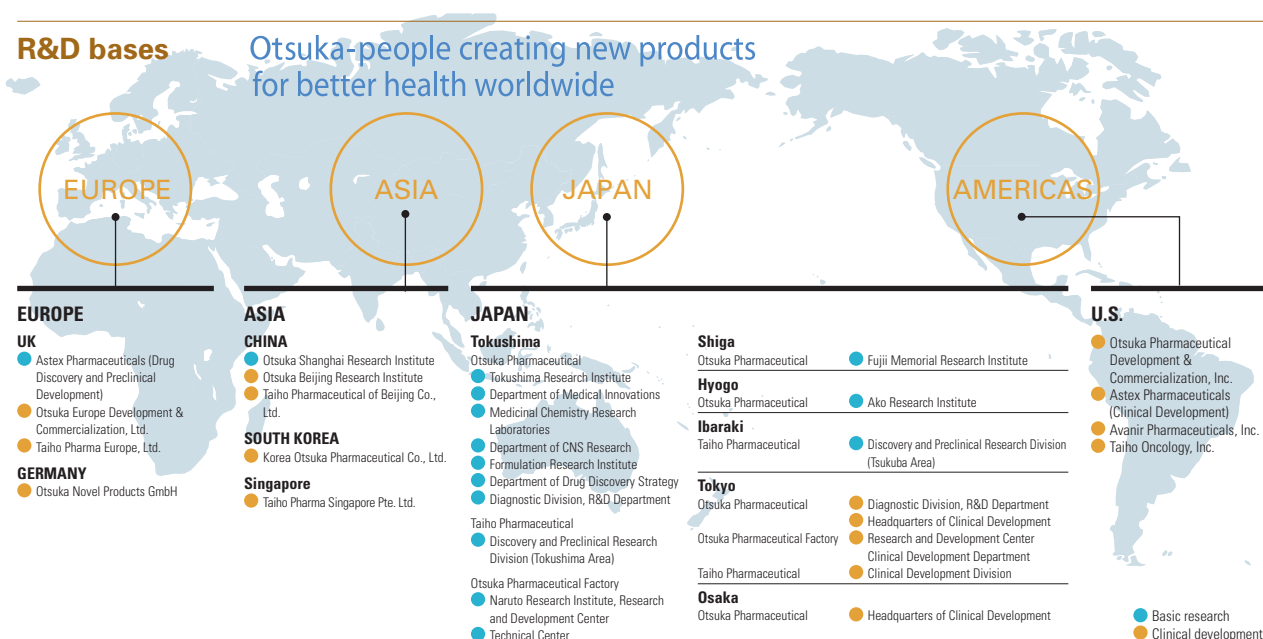 R&D bases
Otsuka-people creating new products
for better health worldwide
EUROPE
ASIA
JAPAN
AMERICAS
EUROPE
UK
Astex Pharmaceuticals (Drug
Discovery and Preclinical
Development)
Otsuka Europe Development &
Commercialization, Ltd.
Taiho Pharma Europe, Ltd.
GERMANY
Otsuka Novel Products GmbH
ASIA
CHINA
Otsuka Shanghai Research Institute
Otsuka Beijing Research Institute
Taiho Pharmaceutical of Beijing Co.,
Ltd.
SOUTH KOREA
Korea Otsuka Pharmaceutical Co., Ltd.
Singapore
Taiho Pharma Singapore Pte. Ltd.
JAPAN
Tokushima
Otsuka Pharmaceutical
Tokushima Research Institute
Department of Medical Innovations
Medicinal Chemistry Research
Laboratories
Department of CNS Research
Formulation Research Institute
Department of Drug Discovery Strategy
Diagnostic Division, R&D Department
Taiho Pharmaceutical
Discovery and Preclinical Research
Division (Tokushima Area)
Otsuka Pharmaceutical Factory
Naruto Research Institute, Research
and Development Center
Technical Center
Shiga
Otsuka Pharmaceutical Fujii Memorial Research Institute
Hyogo
Otsuka Pharmaceutical Ako Research Institute
Ibaraki
Taiho Pharmaceutical Discovery and Preclinical Research Division
(Tsukuba Area)
Tokyo
Otsuka Pharmaceutical Diagnostic Division, R&D Department
Headquarters of Clinical Development
Otsuka Pharmaceutical Factory Research and Development Center
Clinical Development Department
Taiho Pharmaceutical Clinical Development Division
Osaka
Otsuka Pharmaceutical Headquarters of Clinical Development
U.S.
Otsuka Pharmaceutical
Development &
Commercialization, Inc.
Astex Pharmaceuticals
(Clinical Development)
Avanir Pharmaceuticals, Inc.
Taiho Oncology, Inc.
Basic research
Clinical development